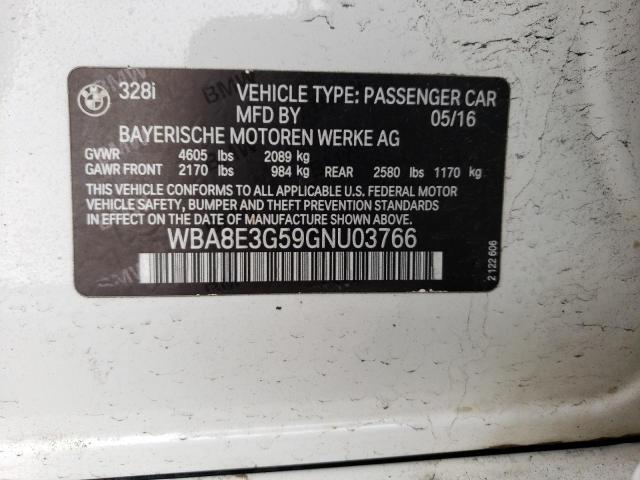 BMW 328i VEHICLE TYPE: PASSENGER CAR
MFD BY 05/16
BAYERISCHE MOTOREN WERKE AG
GVWR 4605 lbs 2089 kg
GAWR FRONT 2170 lbs 984 kg REAR 2580 lbs 1170 kg
THIS VEHICLE CONFORMS TO ALL APPLICABLE U.S. FEDERAL MOTOR
VEHICLE SAFETY, BUMPER AND THEFT PREVENTION STANDARDS
IN EFFECT ON THE DATE OF MANUFACTURE SHOWN ABOVE.
WBA8E3G59GNU03766
2 122 606